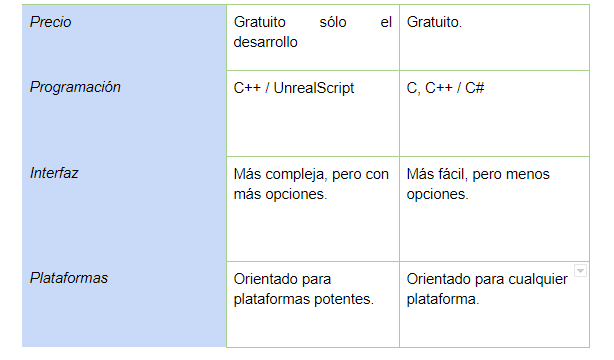 Precio
Gratuito sólo el
desarrollo
Gratuito.
Programación
C++ / UnrealScript
C, C++ / C#
Interfaz
Más compleja, pero con
más opciones.
Más fácil, pero menos
opciones.
Plataformas
Orientado para
plataformas potentes.
Orientado para cualquier
plataforma.